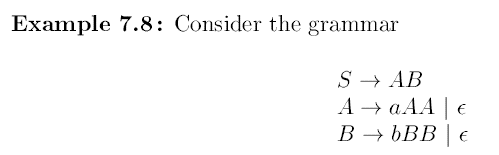 Example 7.8: Consider the grammar
S → AB
A → aAA | ϵ
B → bBB | ϵ